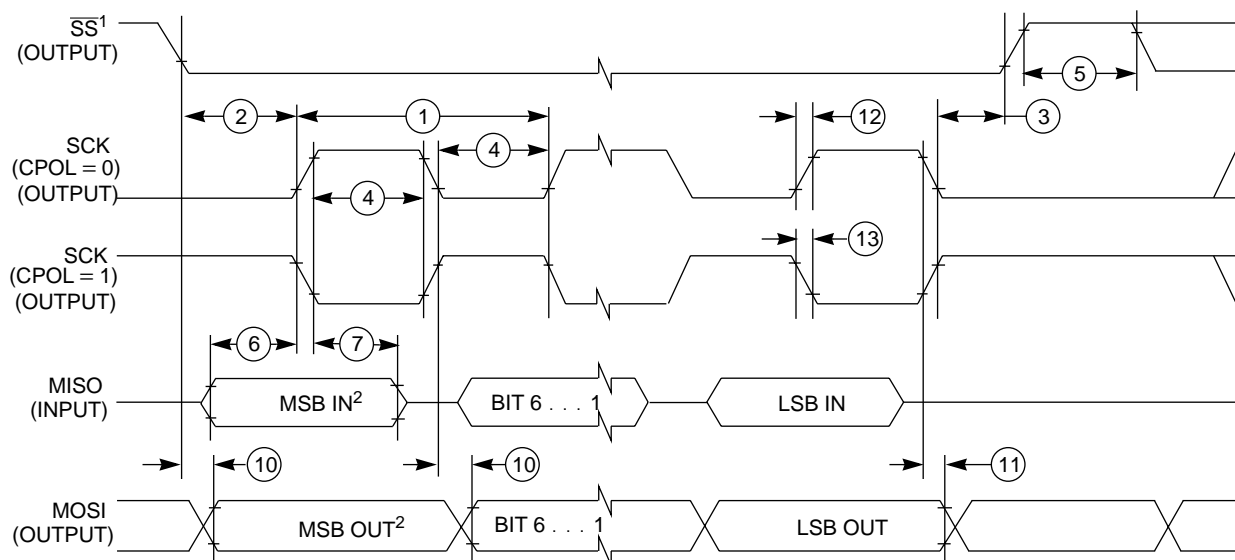 SS¹
(OUTPUT)
5
2
1
12
3
SCK
(CPOL = 0)
(OUTPUT)
4
4
13
SCK
(CPOL = 1)
(OUTPUT)
6
7
MISO
(INPUT)
MSB IN²
BIT 6 . . . 1
LSB IN
10
10
11
MOSI
(OUTPUT)
MSB OUT²
BIT 6 . . . 1
LSB OUT